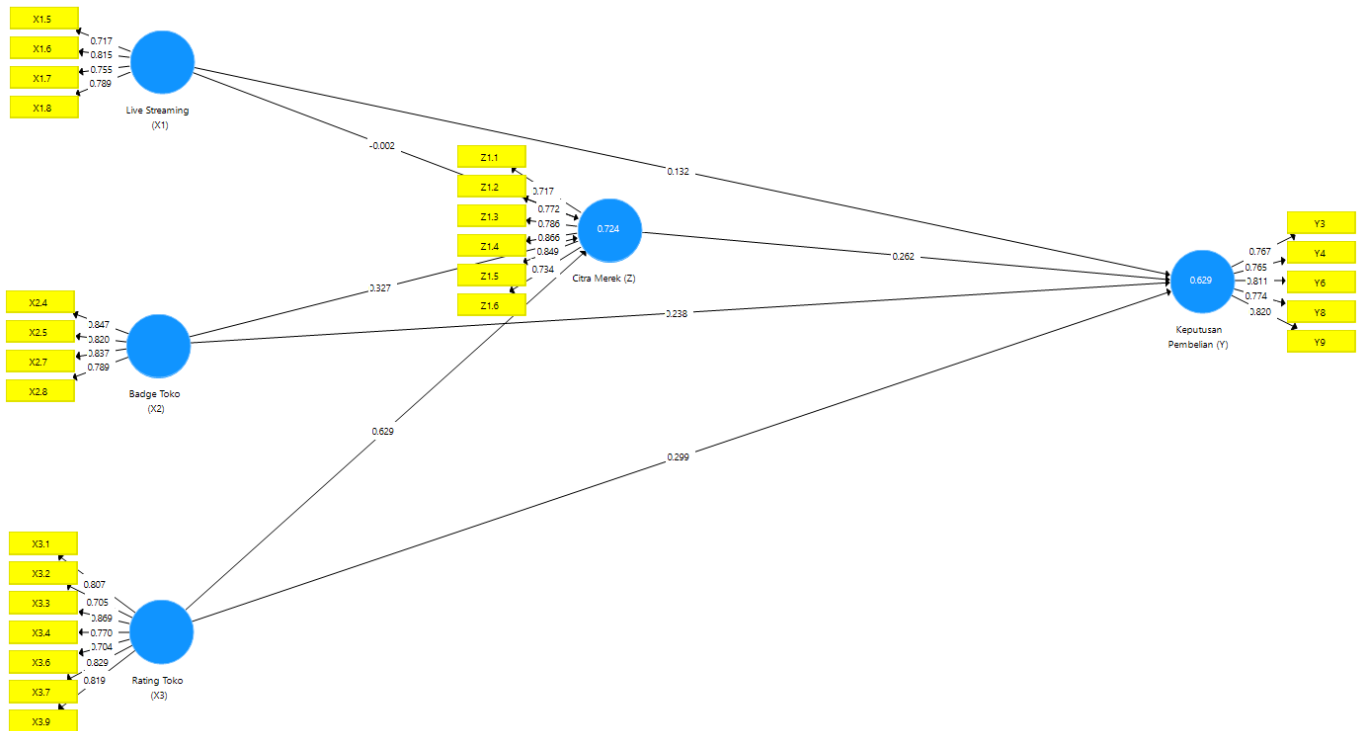 X1.5
X1.6
X1.7
X1.8
0.717
0.815
0.755
0.789
Live Streaming
(X1)
-0.002
0.132
Z1.1
Z1.2
Z1.3
Z1.4
Z1.5
Z1.6
0.717
0.772
0.786
0.866
0.849
0.734
0.724
Citra Merek (Z)
0.262
Y3
Y4
Y6
Y8
Y9
0.767
0.765
0.811
0.774
0.820
0.629
Keputusan
Pembelian (Y)
X2.4
X2.5
X2.7
X2.8
0.847
0.820
0.837
0.789
Badge Toko
(X2)
0.327
0.238
0.629
0.299
X3.1
X3.2
X3.3
X3.4
X3.6
X3.7
X3.9
0.807
0.705
0.869
0.770
0.704
0.829
0.819
Rating Toko
(X3)